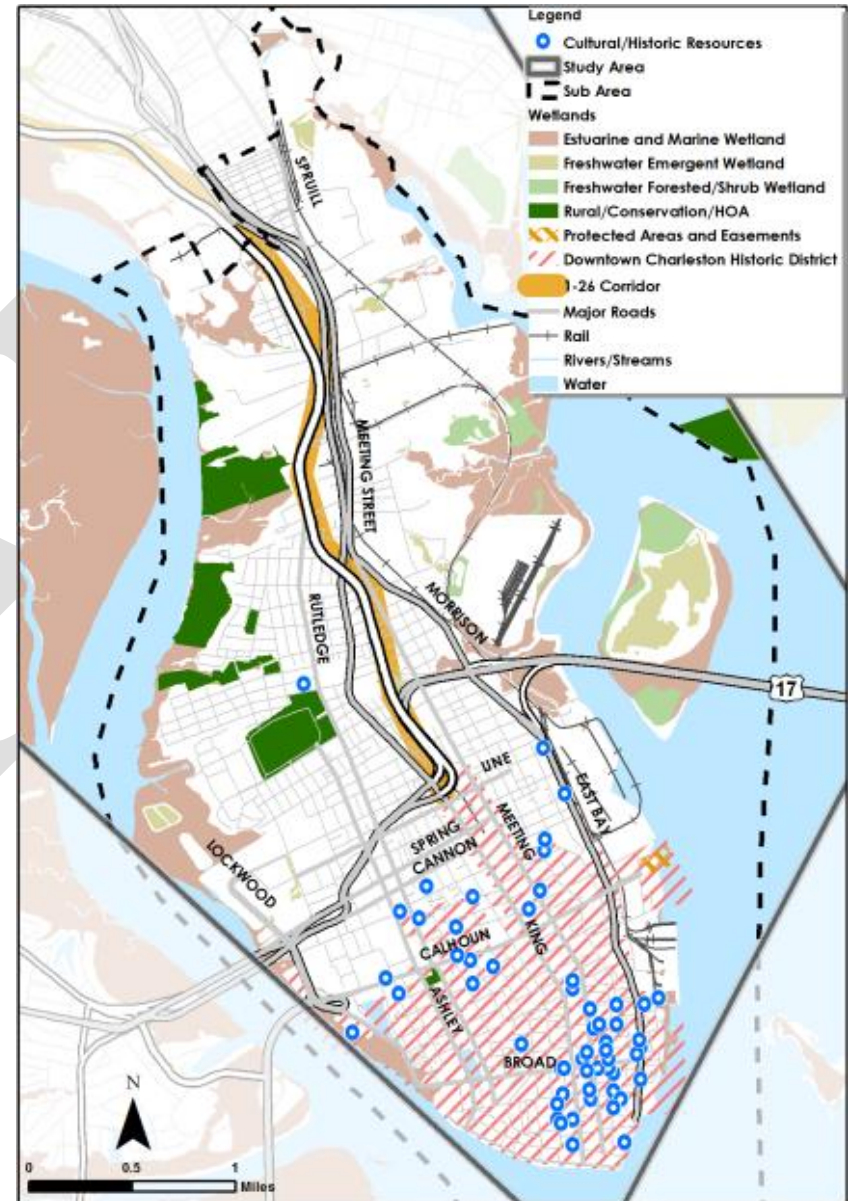 Legend
Cultural/Historic Resources
Study Area
Sub Area
Wetlands
Estuarine and Marine Wetland
Freshwater Emergent Wetland
Freshwater Forested/Shrub Wetland
Rural/Conservation/HOA
Protected Areas and Easements
Downtown Charleston Historic District
I-26 Corridor
Major Roads
Rail
Rivers/Streams
Water
SPRUILL
MEETING STREET
MORRISON
RUTLEDGE
17
LINE
EAST BAY
MEETING
SPRING
CANNON
LOCKWOOD
KING
CALHOUN
ASHLEY
BROAD
N
0 0.5 1
Miles